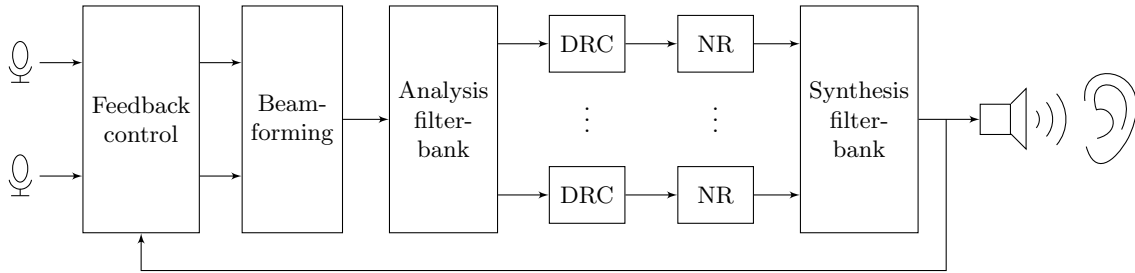 Feedback
control
Beam-
forming
Analysis
filter-
bank
DRC
NR
DRC
NR
Synthesis
filter-
bank